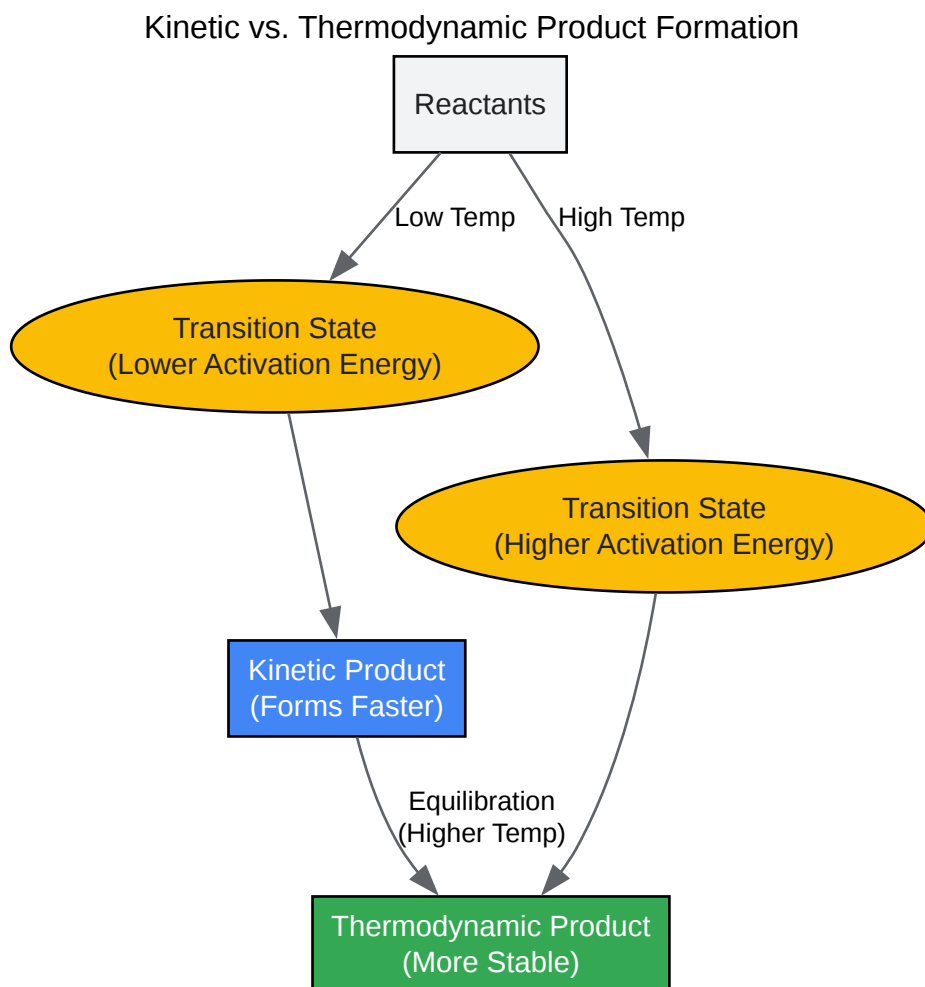 Kinetic vs. Thermodynamic Product Formation
Reactants
Low Temp
High Temp
Transition State
(Lower Activation Energy)
Transition State
(Higher Activation Energy)
Kinetic Product
(Forms Faster)
Equilibration
(Higher Temp)
Thermodynamic Product
(More Stable)